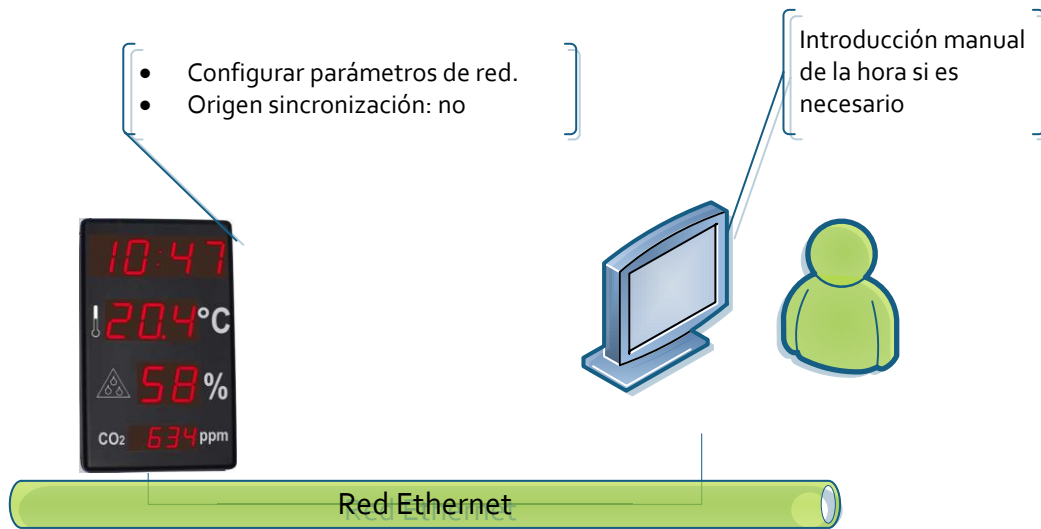 • Configurar parámetros de red.
• Origen sincronización: no
Introducción manual
de la hora si es
necesario
10:47
20.4°C
58%
CO2 634 ppm
Red Ethernet